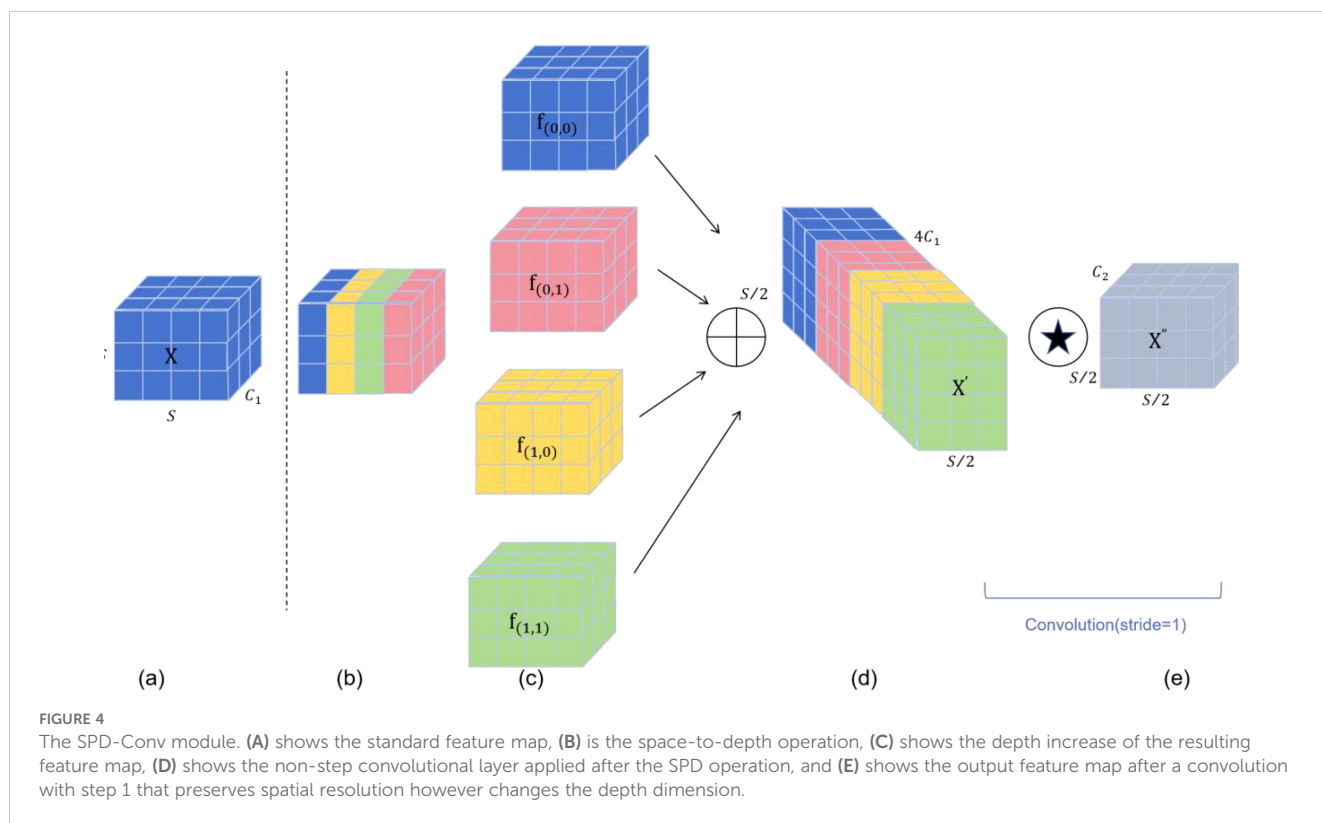 f(0,0)
f(0,1)
f(1,0)
f(1,1)
X
S
C₁
S/2
4C₁
X′
S/2
C₂
X″
S/2
S/2
Convolution(stride=1)
(a)
(b)
(c)
(d)
(e)
FIGURE 4
The SPD-Conv module. (A) shows the standard feature map, (B) is the space-to-depth operation, (C) shows the depth increase of the resulting
feature map, (D) shows the non-step convolutional layer applied after the SPD operation, and (E) shows the output feature map after a convolution
with step 1 that preserves spatial resolution however changes the depth dimension.